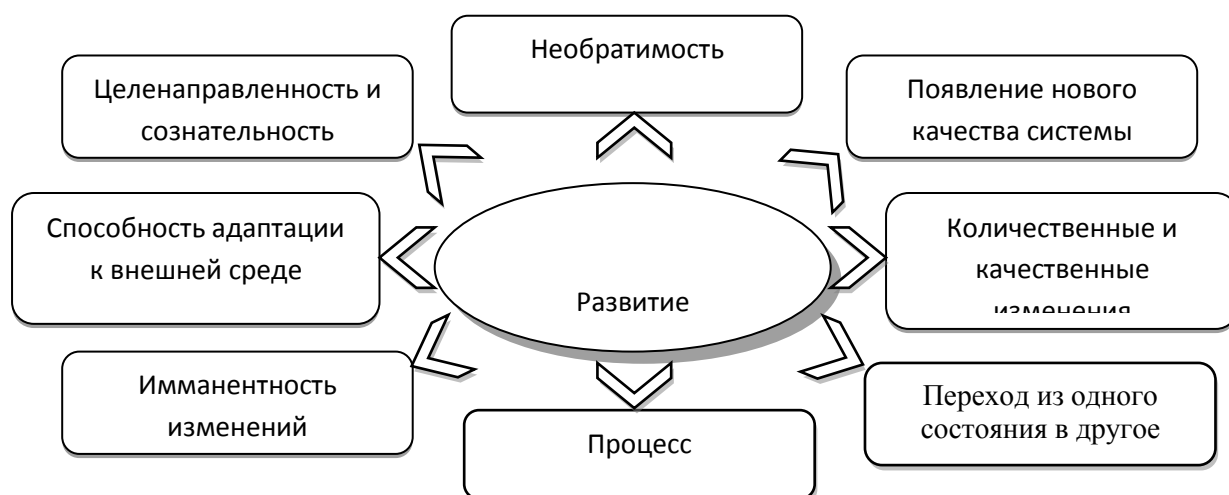 Необратимость
Целенаправленность и
сознательность
Появление нового
качества системы
Способность адаптации
к внешней среде
Развитие
Количественные и
качественные
изменения
Имманентность
изменений
Процесс
Переход из одного
состояния в другое